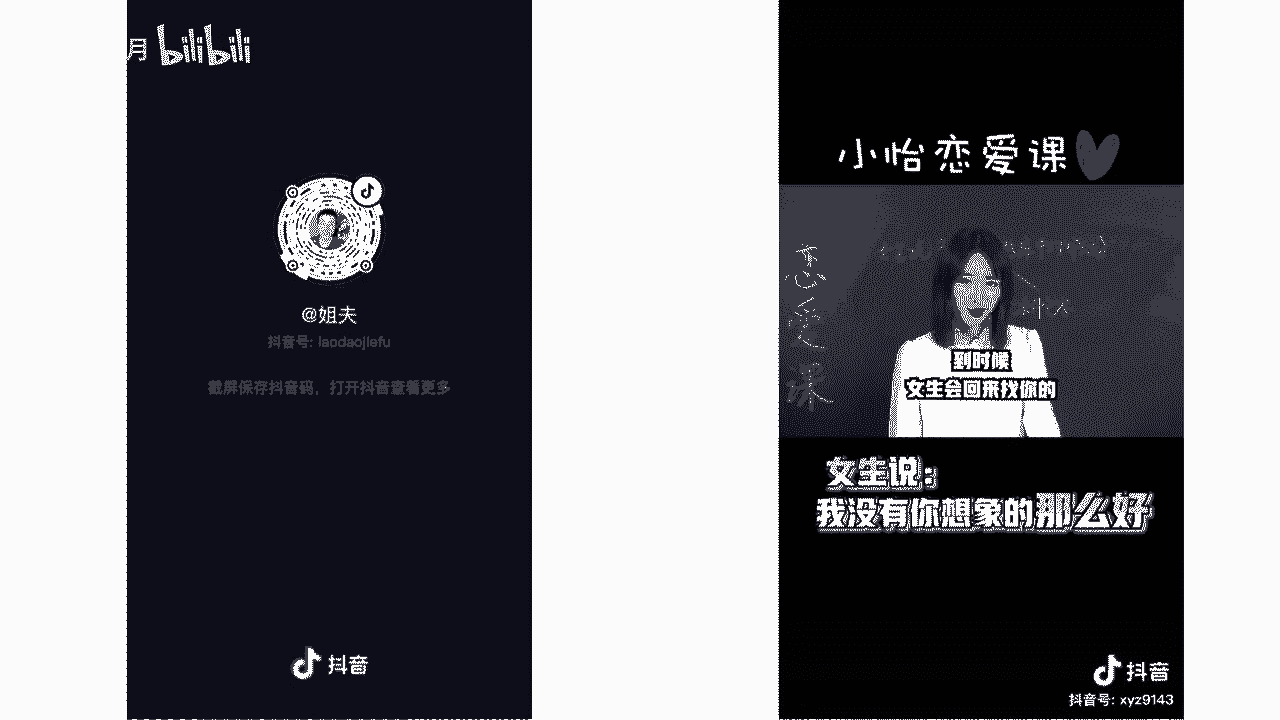 月 bilibili
@姐夫
抖音号: laodaojiefu
截屏保存抖音码，打开抖音查看更多
抖音
小怡恋爱课
恋爱课
到时候
女生会回来找你的
女生说:
我没有你想象的那么好
抖音
抖音号: xyz9143